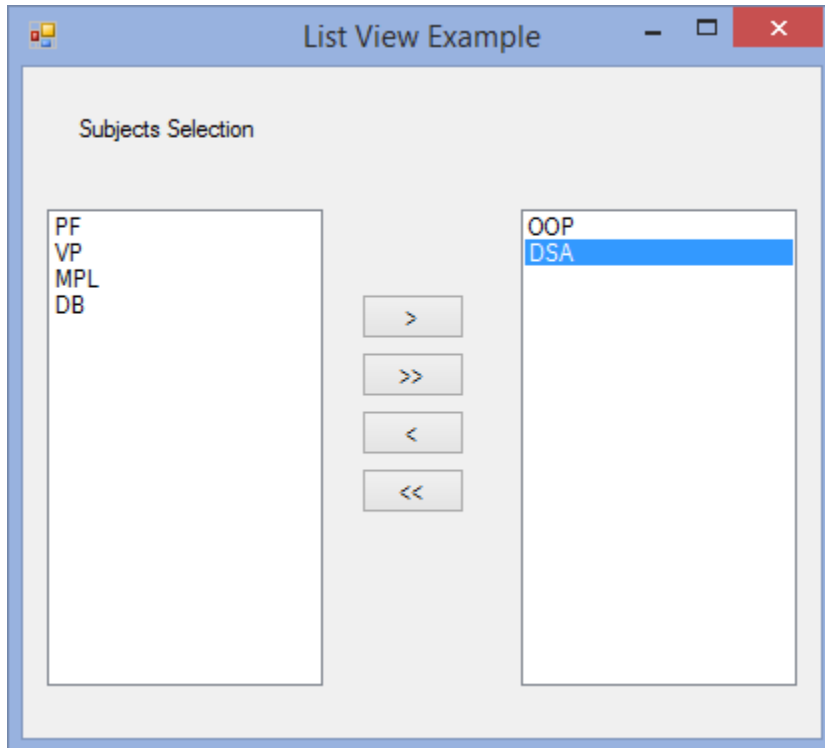 List View Example
Subjects Selection
PF
VP
MPL
DB
>
>>
<
<<
OOP
DSA